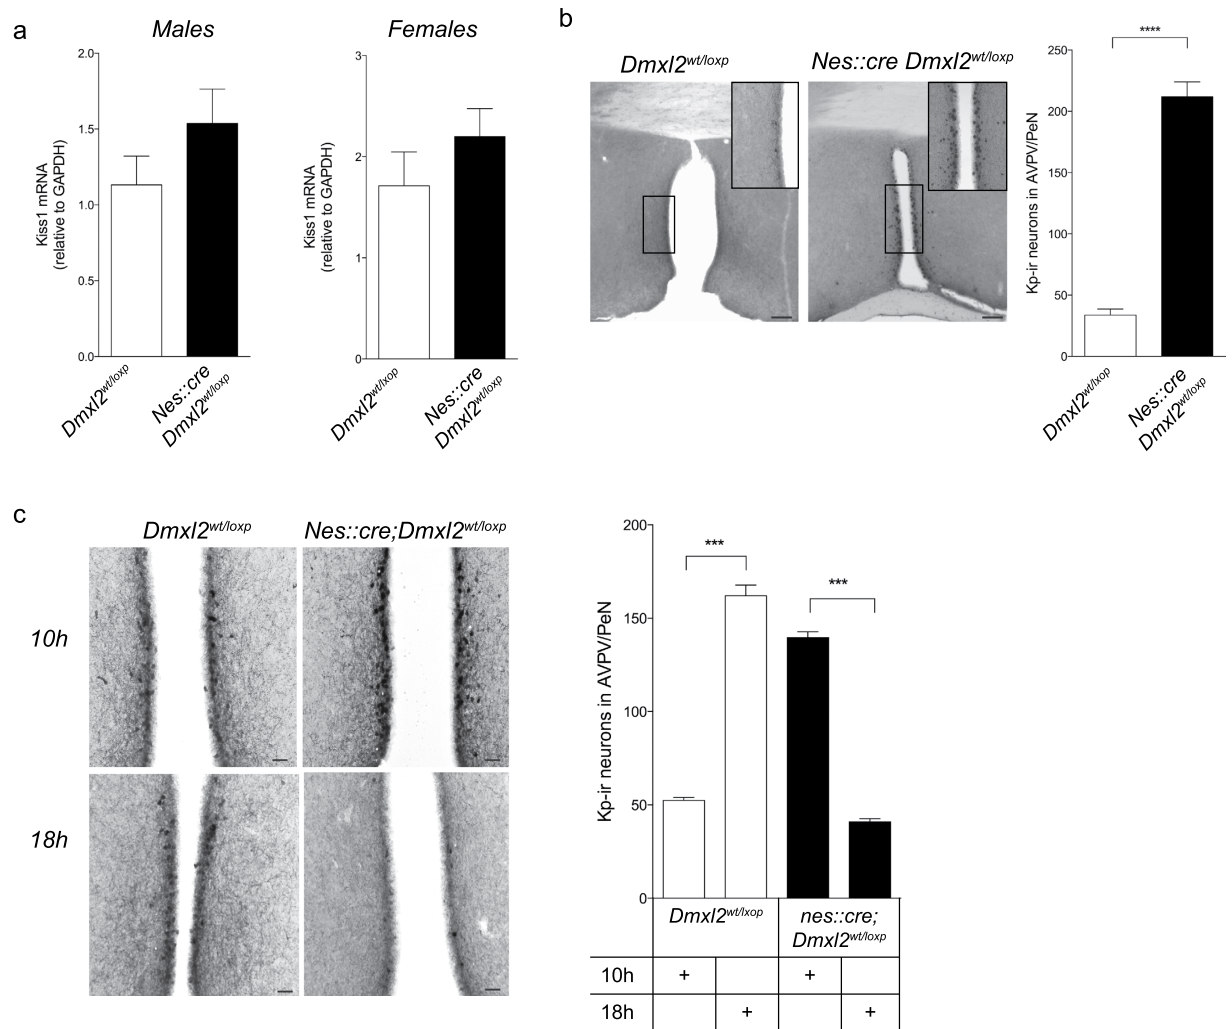 a
Males
Females
2.0
1.5
1.0
0.5
0.0
Kiss1 mRNA
(relative to GAPDH)
Dmxl2wt/loxp
Nes::cre
Dmxl2wt/loxp
3
2
1
0
Kiss1 mRNA
(relative to GAPDH)
Dmxl2wt/lxop
Nes::cre
Dmxl2wt/loxp
b
Dmxl2wt/loxp
Nes::cre Dmxl2wt/loxp
****
250
200
150
100
50
0
Kp-ir neurons in AVPV/PeN
Dmxl2wt/lxop
Nes::cre
Dmxl2wt/loxp
c
Dmxl2wt/loxp
Nes::cre;Dmxl2wt/loxp
10h
18h
200
150
100
50
0
Kp-ir neurons in AVPV/PeN
***
***
Dmxl2wt/lxop
nes::cre;
Dmxl2wt/loxp
10h + +
18h + +